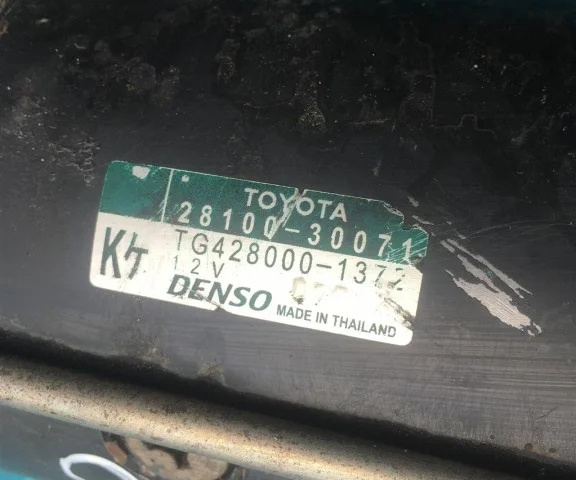 TOYOTA
28100-30071
TG428000-1372
12V
DENSO MADE IN THAILAND